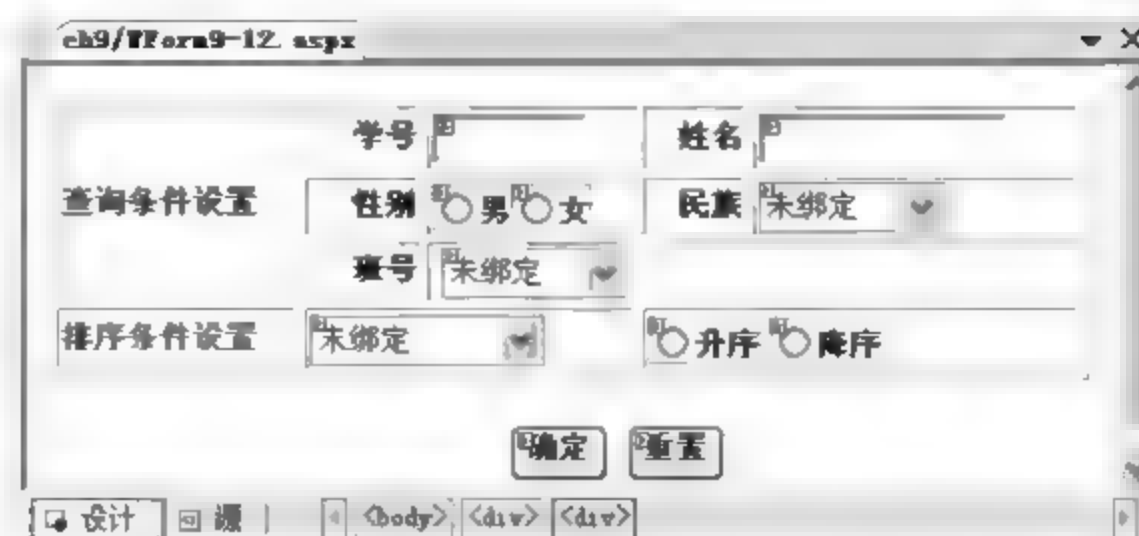 ch9/WForm9-12.aspx
学号 姓名
查询条件设置 性别 男 女 民族 未绑定
班号 未绑定
排序条件设置 未绑定 升序 降序
确定 重置
设计 源 <body> <div> <div>